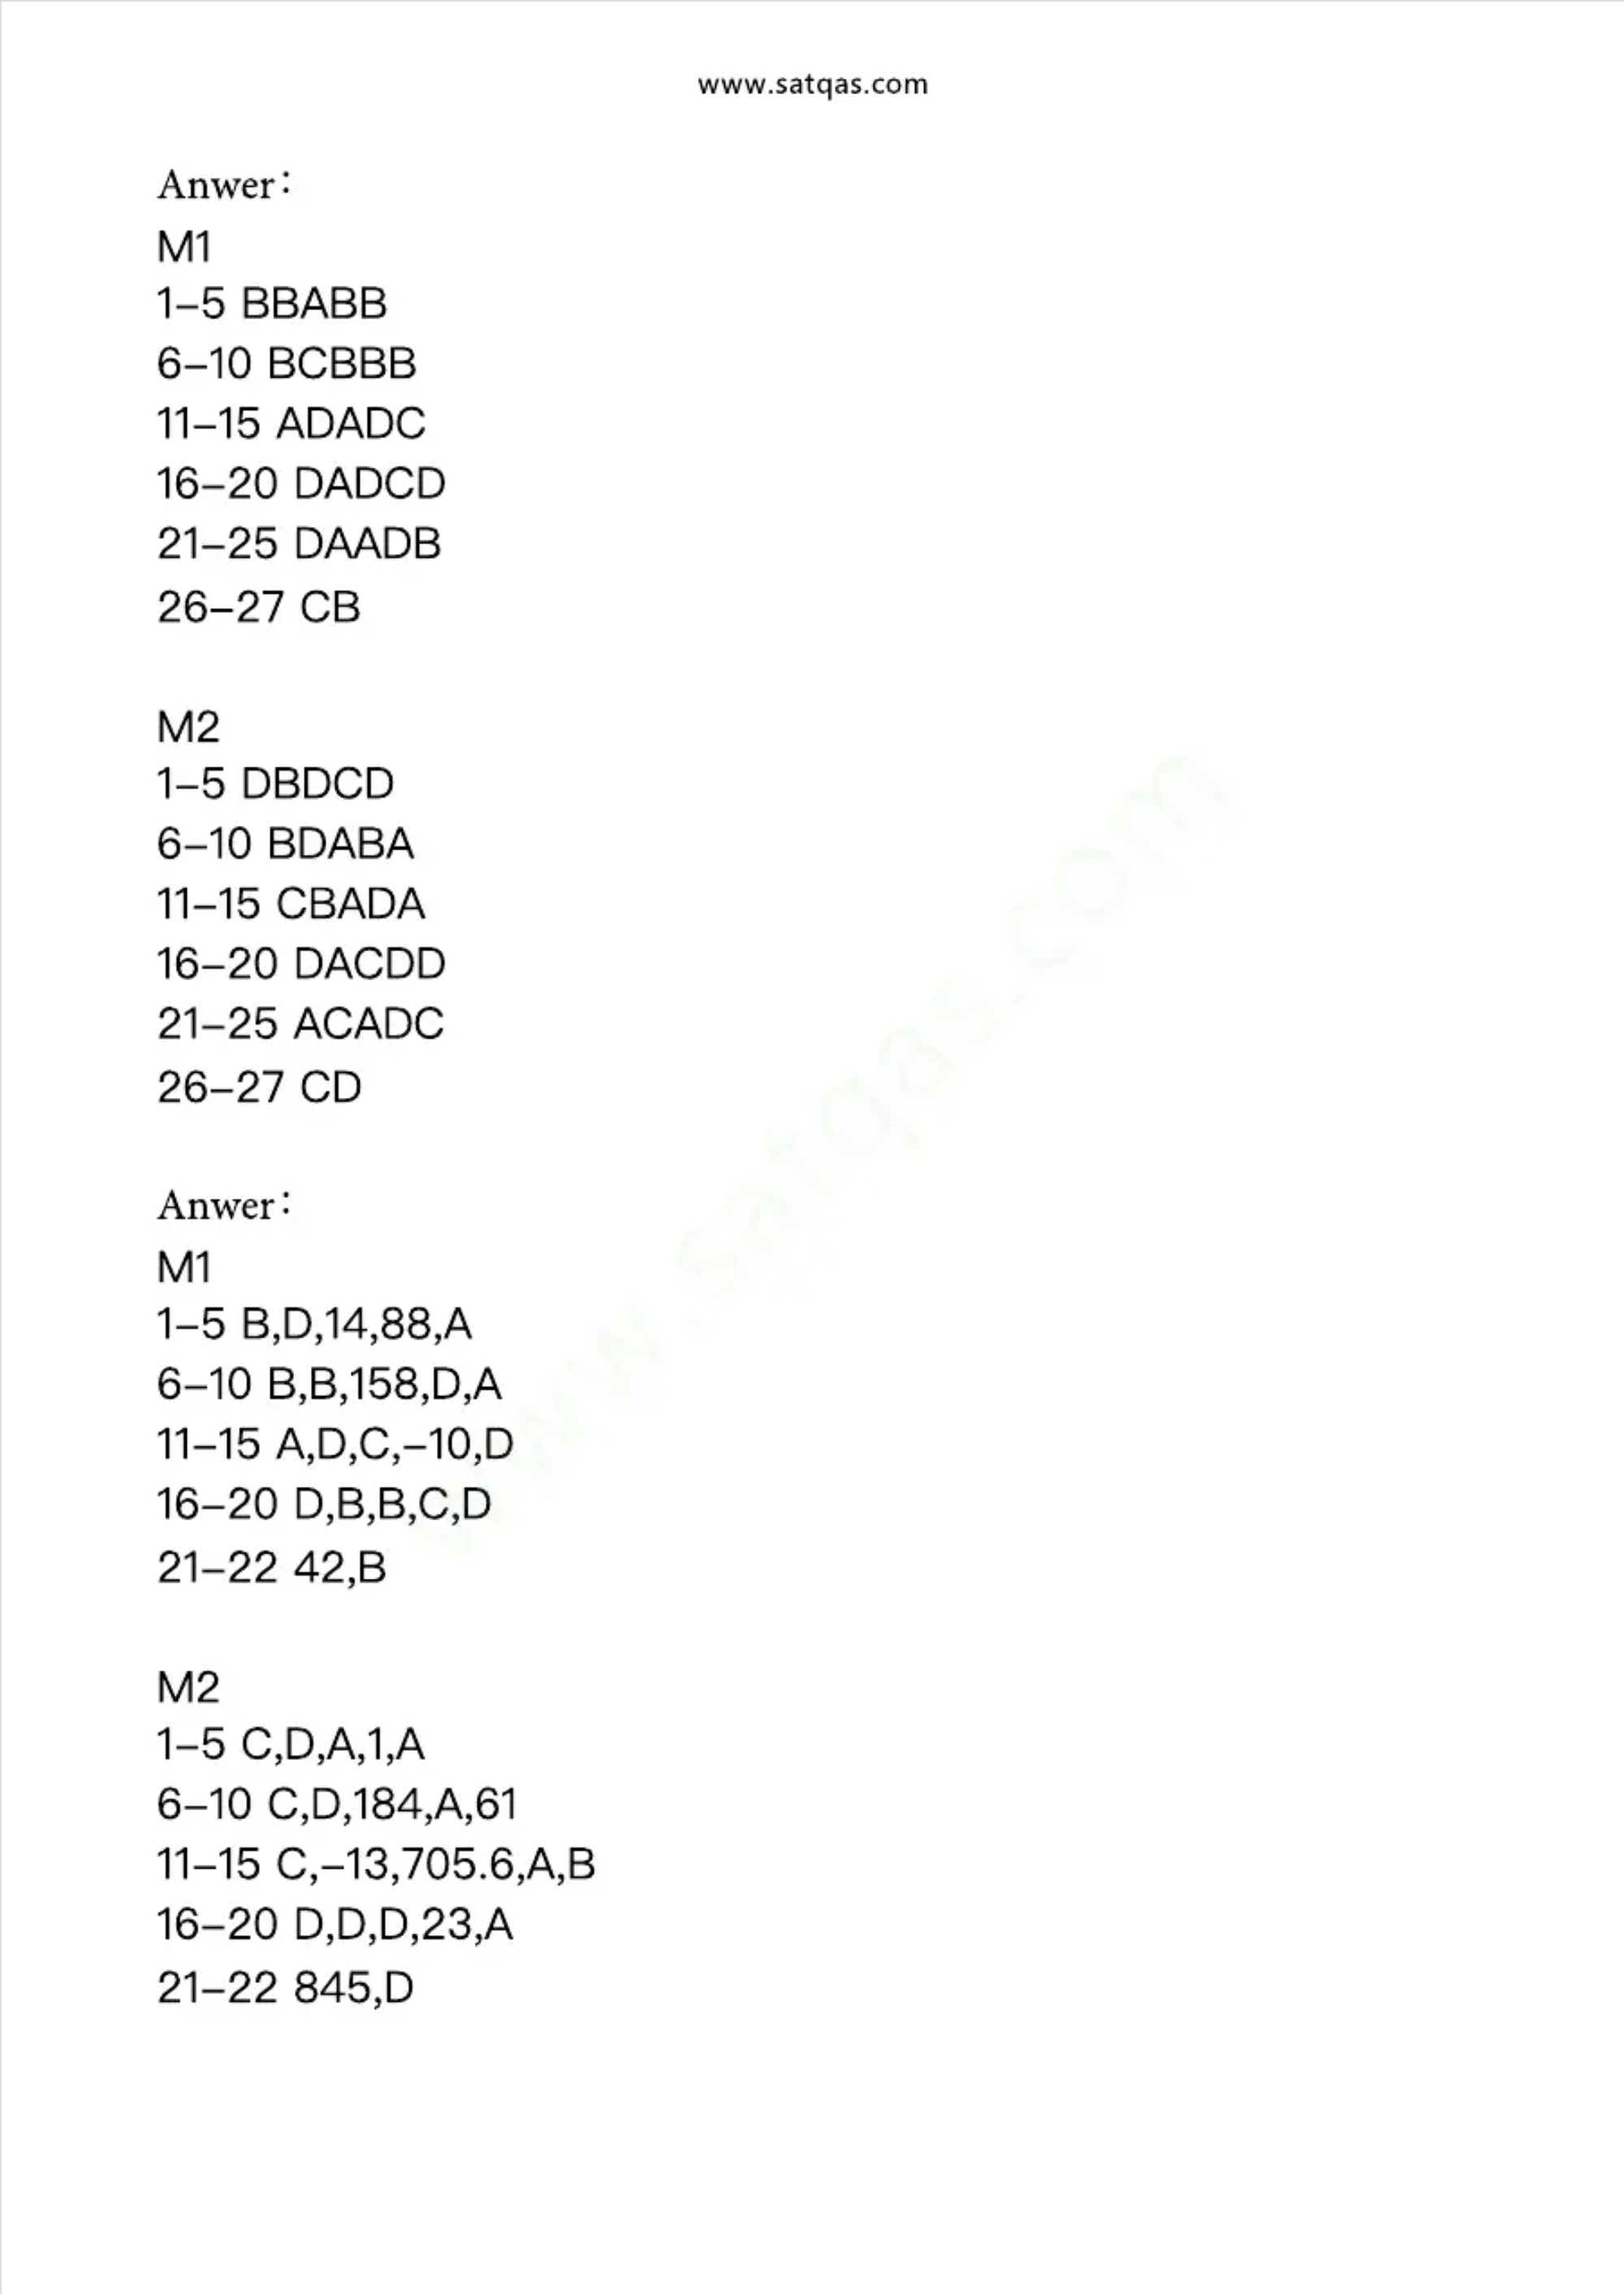 www.satqas.com
Anwer：
M1
1–5 BBABB
6–10 BCBBB
11–15 ADADC
16–20 DADCD
21–25 DAADB
26–27 CB
M2
1–5 DBDCD
6–10 BDABA
11–15 CBADA
16–20 DACDD
21–25 ACADC
26–27 CD
Anwer：
M1
1–5 B,D,14,88,A
6–10 B,B,158,D,A
11–15 A,D,C,–10,D
16–20 D,B,B,C,D
21–22 42,B
M2
1–5 C,D,A,1,A
6–10 C,D,184,A,61
11–15 C,–13,705.6,A,B
16–20 D,D,D,23,A
21–22 845,D
www.satqas.com